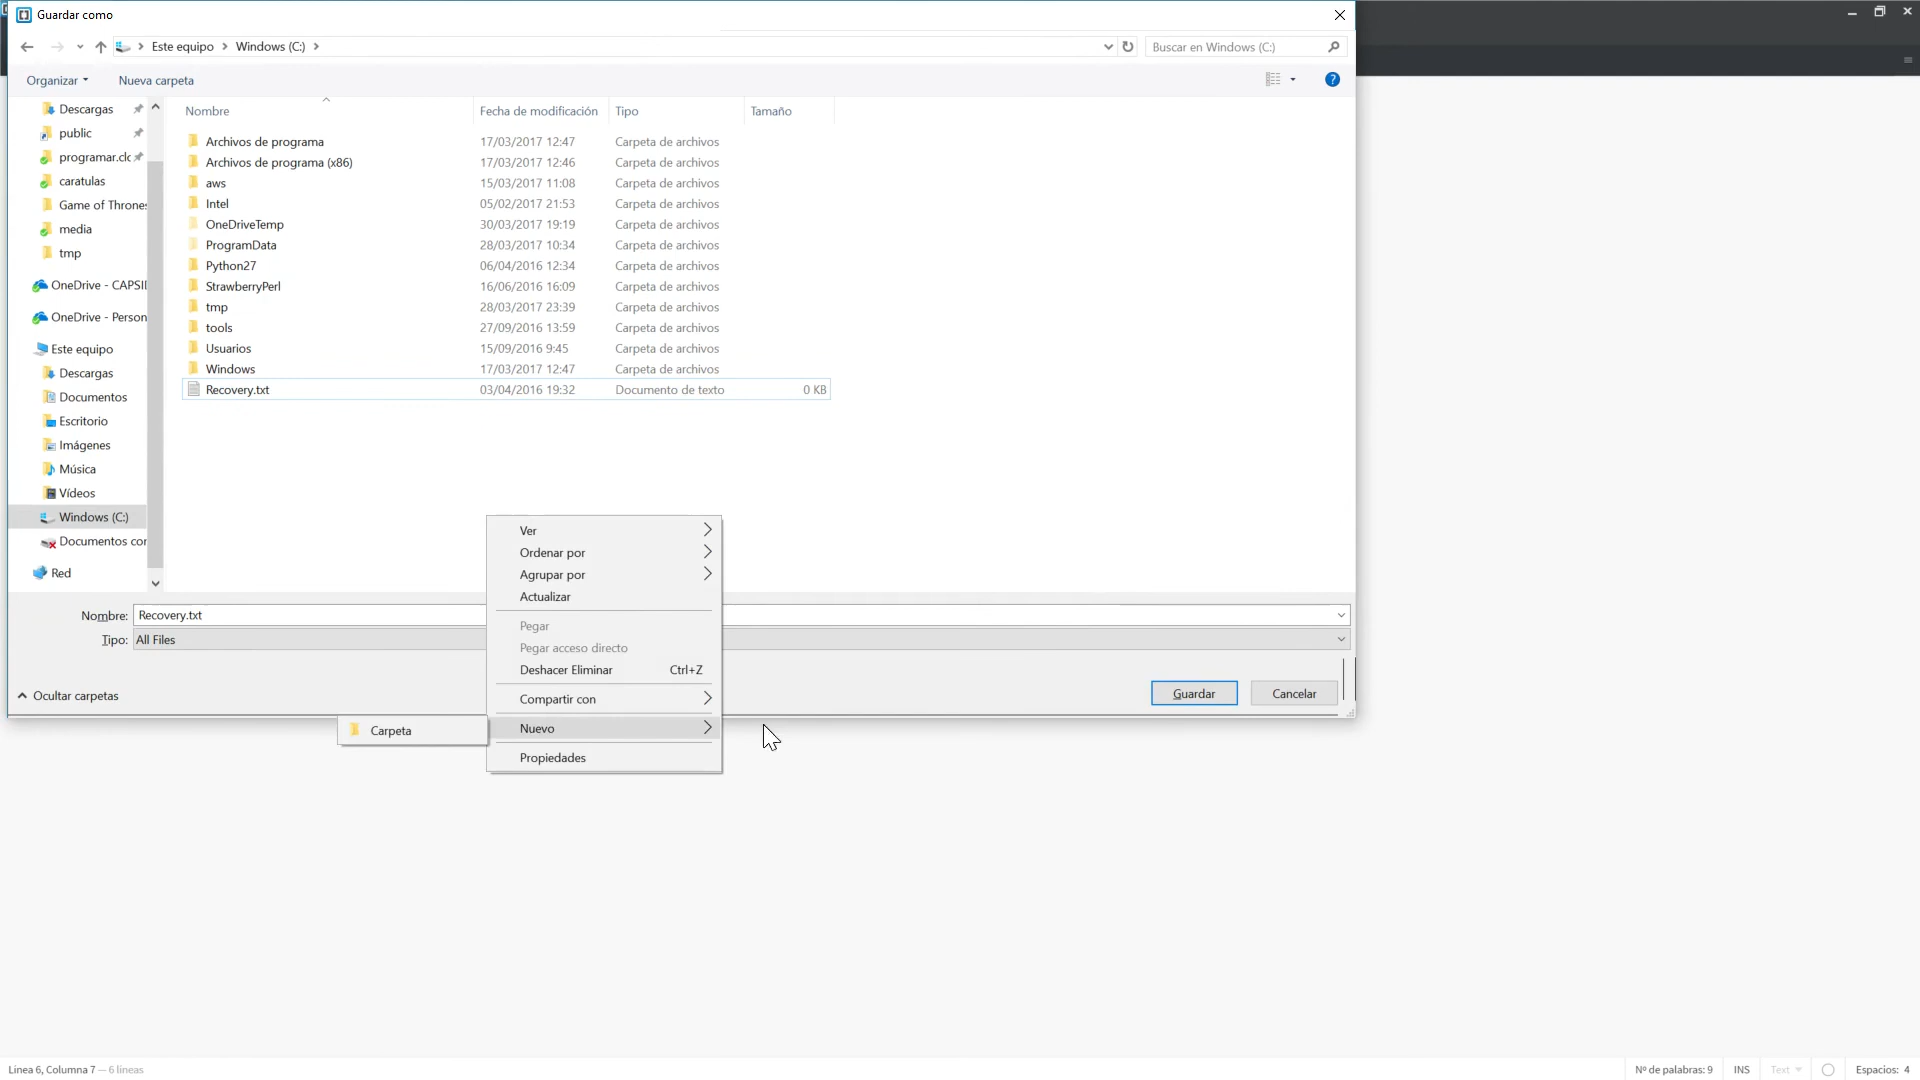 Guardar como
Este equipo Windows (C:)
Buscar en Windows (C:)
Organizar Nueva carpeta
Nombre Fecha de modificación Tipo Tamaño
Descargas
public
programar.clc
caratulas
Game of Thrones
media
tmp
OneDrive - CAPSI
OneDrive - Person
Este equipo
Descargas
Documentos
Escritorio
Imágenes
Música
Vídeos
Windows (C:)
Documentos cor
Red
Archivos de programa 17/03/2017 12:47 Carpeta de archivos
Archivos de programa (x86) 17/03/2017 12:46 Carpeta de archivos
aws 15/03/2017 11:08 Carpeta de archivos
Intel 05/02/2017 21:53 Carpeta de archivos
OneDriveTemp 30/03/2017 19:19 Carpeta de archivos
ProgramData 28/03/2017 10:34 Carpeta de archivos
Python27 06/04/2016 12:34 Carpeta de archivos
StrawberryPerl 16/06/2016 16:09 Carpeta de archivos
tmp 28/03/2017 23:39 Carpeta de archivos
tools 27/09/2016 13:59 Carpeta de archivos
Usuarios 15/09/2016 9:45 Carpeta de archivos
Windows 17/03/2017 12:47 Carpeta de archivos
Recovery.txt 03/04/2016 19:32 Documento de texto 0 KB
Ver
Ordenar por
Agrupar por
Actualizar
Pegar
Pegar acceso directo
Deshacer Eliminar Ctrl+Z
Compartir con
Nuevo
Propiedades
Carpeta
Nombre: Recovery.txt
Tipo: All Files
Ocultar carpetas
Guardar Cancelar
Línea 6, Columna 7 — 6 líneas
Nº de palabras: 9 INS Text Espacios: 4